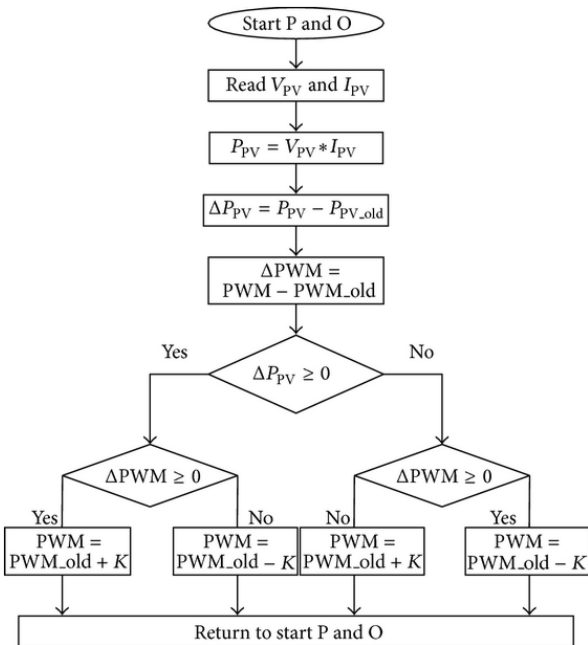 Start P and O
Read V_PV and I_PV
P_PV = V_PV * I_PV
ΔP_PV = P_PV − P_PV_old
ΔPWM =
PWM − PWM_old
Yes
No
ΔP_PV ≥ 0
ΔPWM ≥ 0
ΔPWM ≥ 0
Yes
No
No
Yes
PWM =
PWM_old + K
PWM =
PWM_old − K
PWM =
PWM_old + K
PWM =
PWM_old − K
Return to start P and O